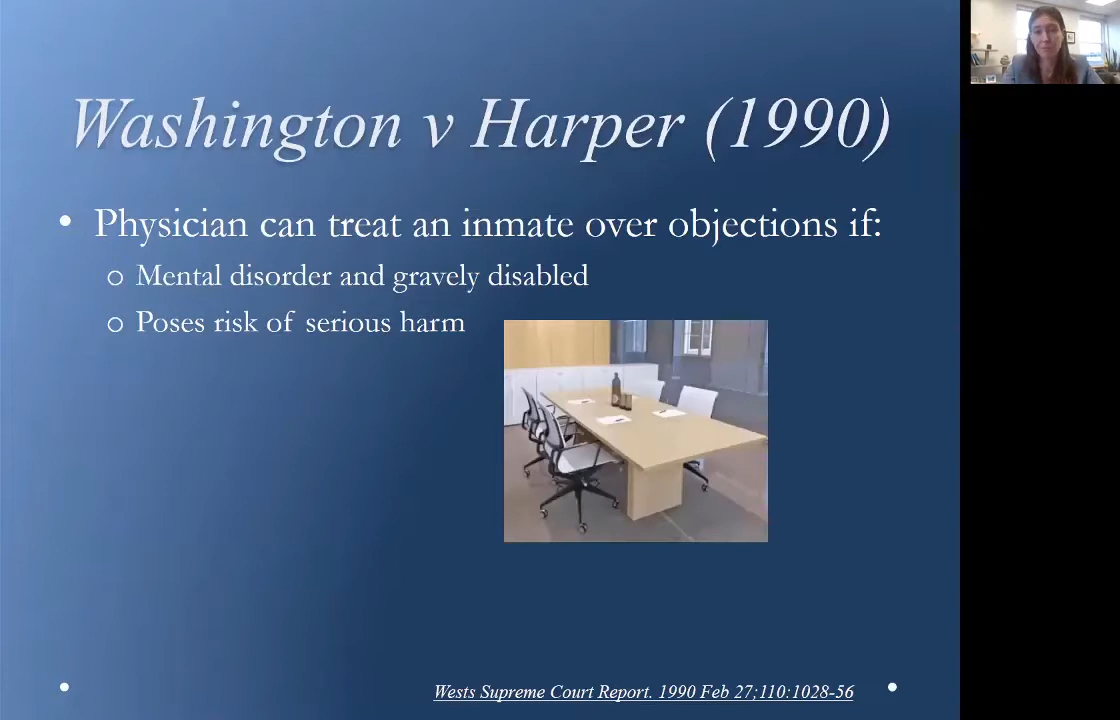 Washington v Harper (1990)
• Physician can treat an inmate over objections if:
o Mental disorder and gravely disabled
o Poses risk of serious harm
Wests Supreme Court Report. 1990 Feb 27;110:1028-56